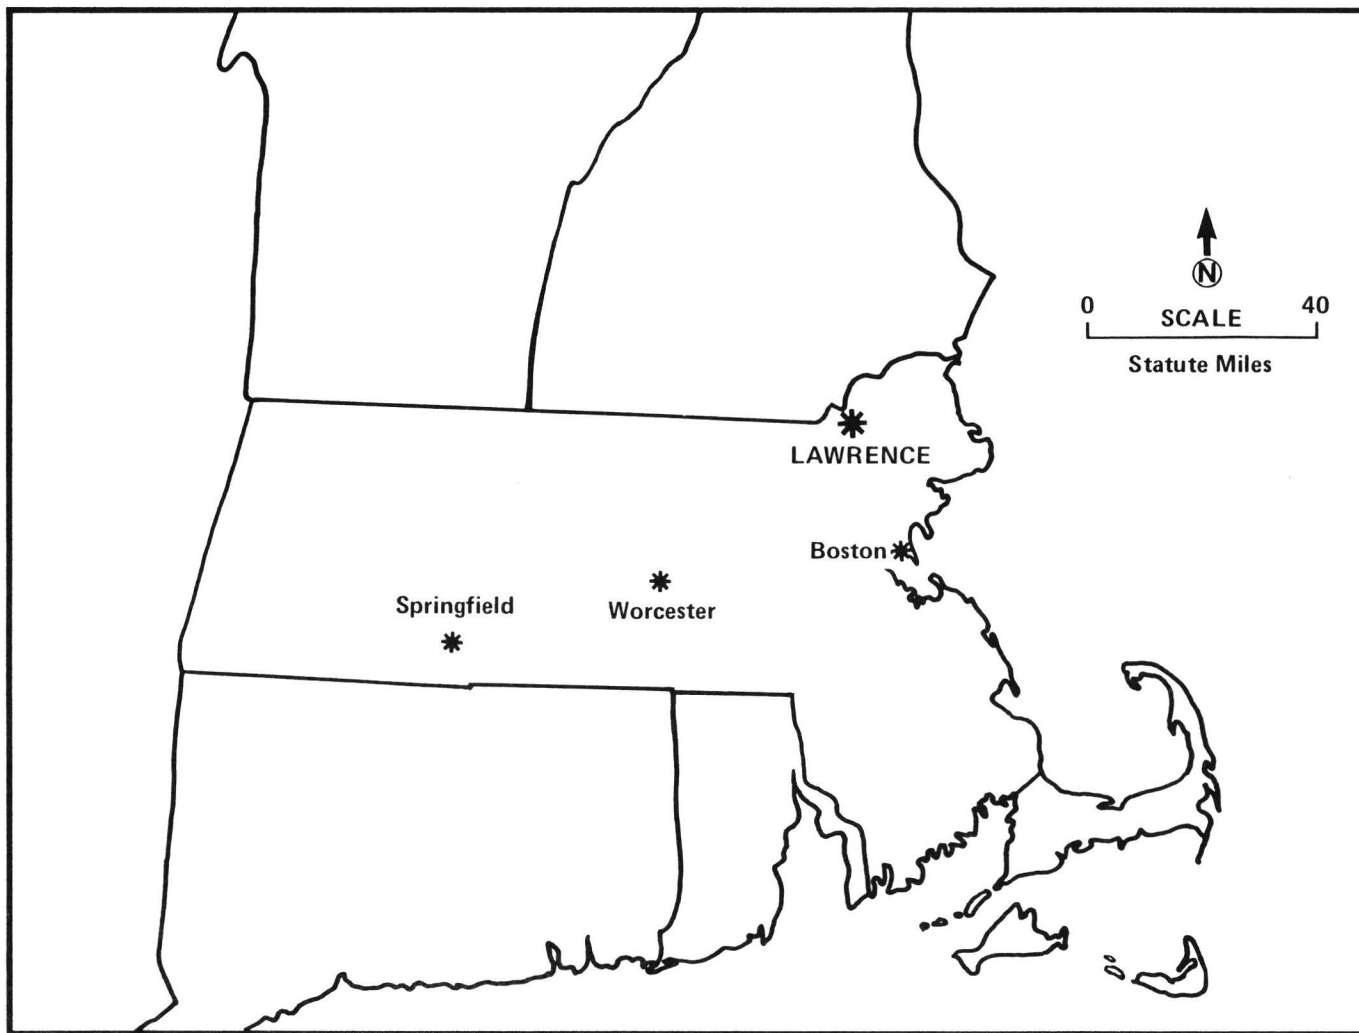 N
0 40
SCALE
Statute Miles
LAWRENCE
Boston
Springfield
Worcester